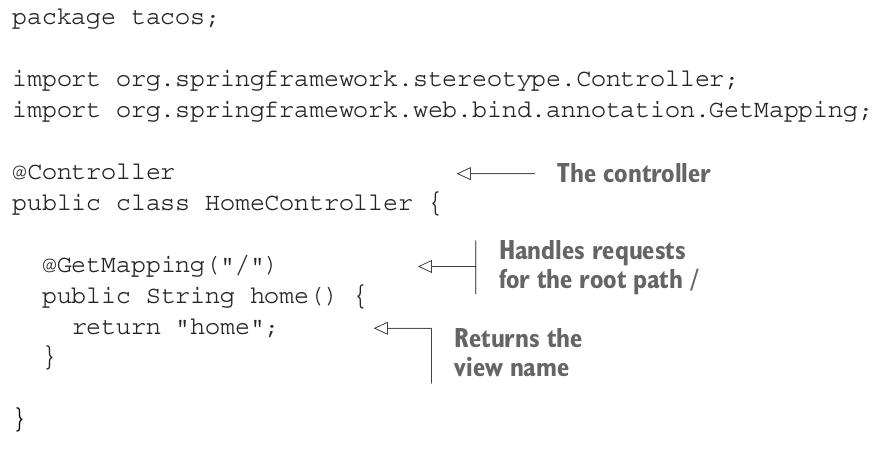 package tacos;
import org.springframework.stereotype.Controller;
import org.springframework.web.bind.annotation.GetMapping;
@Controller
The controller
public class HomeController {
@GetMapping("/")
Handles requests
for the root path /
public String home() {
return "home";
Returns the
view name
}
}